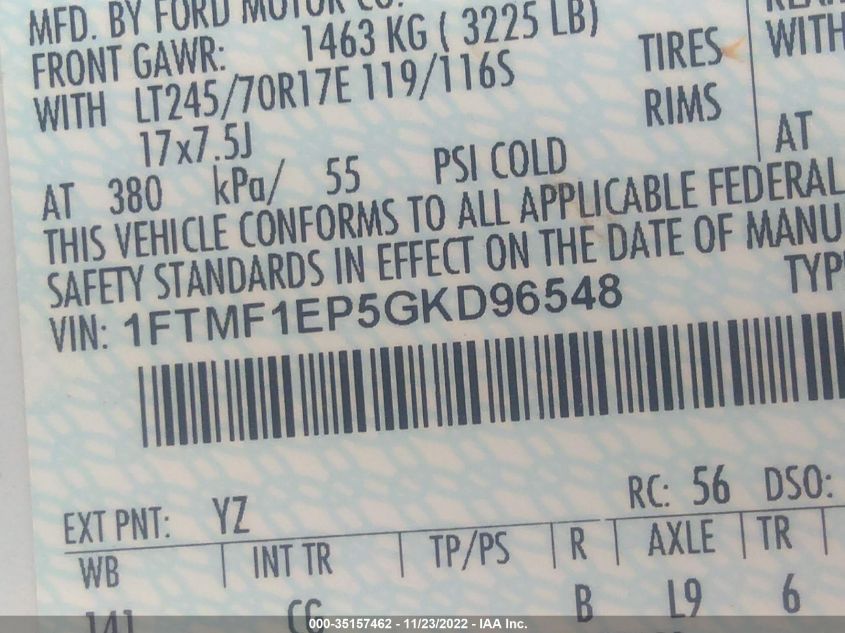 MFD. BY FORD MOTOR CO.
FRONT GAWR: 1463 KG ( 3225 LB)
WITH LT245/70R17E 119/116S TIRES WITH
17x7.5J RIMS
AT 380 kPa/ 55 PSI COLD AT
THIS VEHICLE CONFORMS TO ALL APPLICABLE FEDERAL
SAFETY STANDARDS IN EFFECT ON THE DATE OF MANU
VIN: 1FTMF1EP5GKD96548 TYP
EXT PNT: YZ RC: 56 DSO:
WB INT TR TP/PS R AXLE TR
141 CG B L9 6
000-35157462 - 11/23/2022 - IAA Inc.